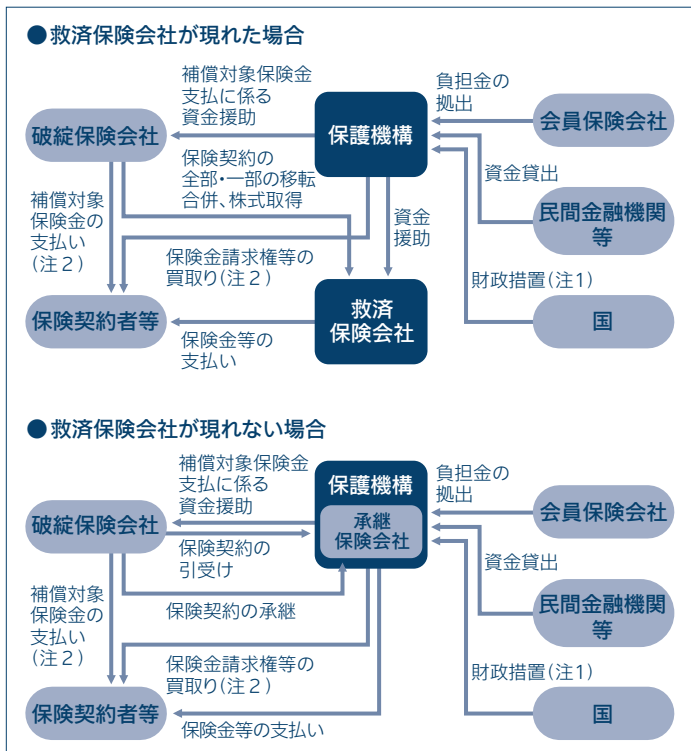 ●救済保険会社が現れた場合
補償対象保険金
支払に係る
資金援助
負担金の
拠出
破綻保険会社
保護機構
会員保険会社
保険契約の
全部・一部の移転
合併、株式取得
資金貸出
補償対象
保険金の
支払い
(注2)
資金
援助
民間金融機関
等
保険金請求権等の
買取り(注2)
財政措置(注1)
保険契約者等
救済
保険会社
国
保険金等の
支払い
●救済保険会社が現れない場合
補償対象保険金
支払に係る
資金援助
負担金の
拠出
保護機構
破綻保険会社
承継
保険会社
会員保険会社
保険契約の
引受け
資金貸出
補償対象
保険金の
支払い
(注2)
保険契約の承継
民間金融機関
等
保険金請求権等の
買取り(注2)
財政措置(注1)
保険契約者等
保険金等の支払い
国